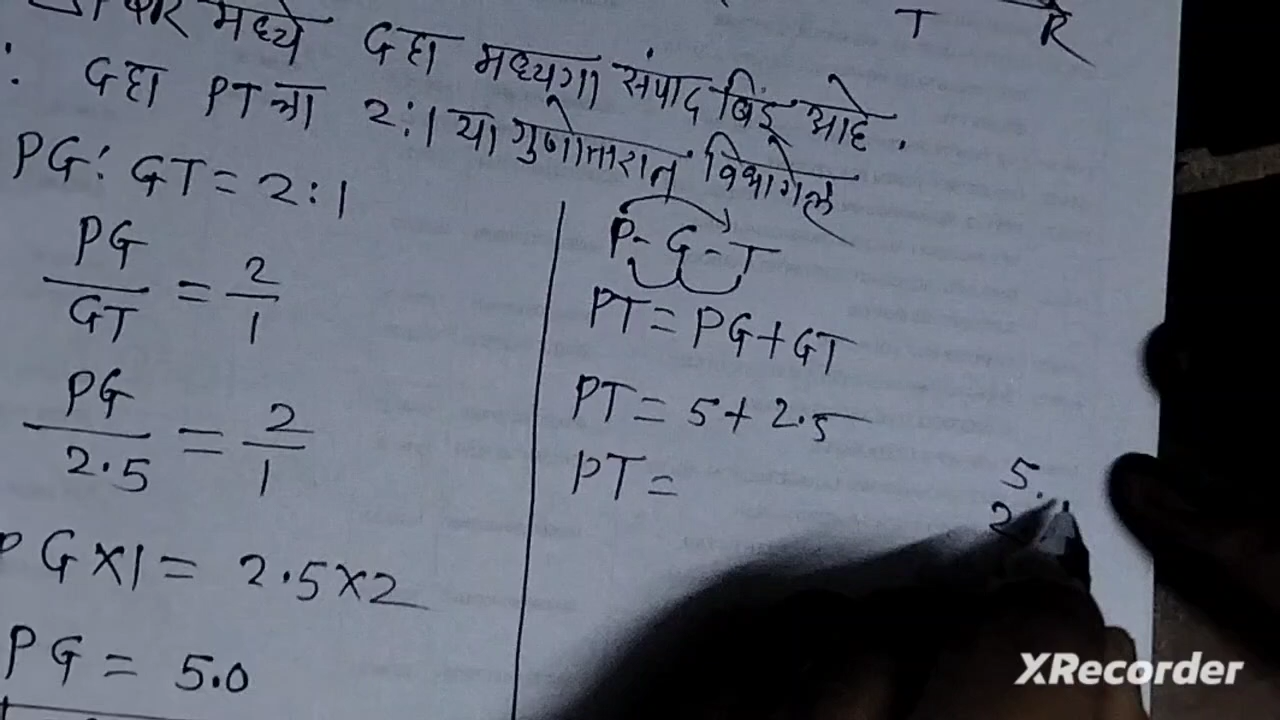 T R
मध्ये G हा मध्यगा संपाद बिंदू आहे.
G हा PT ला 2:1 या गुणोत्तरात विभागेल
PG:GT=2:1
PG/GT = 2/1
PG/2.5 = 2/1
PG×1= 2.5×2
PG = 5.0
P-G-T
PT=PG+GT
PT=5+2.5
PT=
5.
2
XRecorder